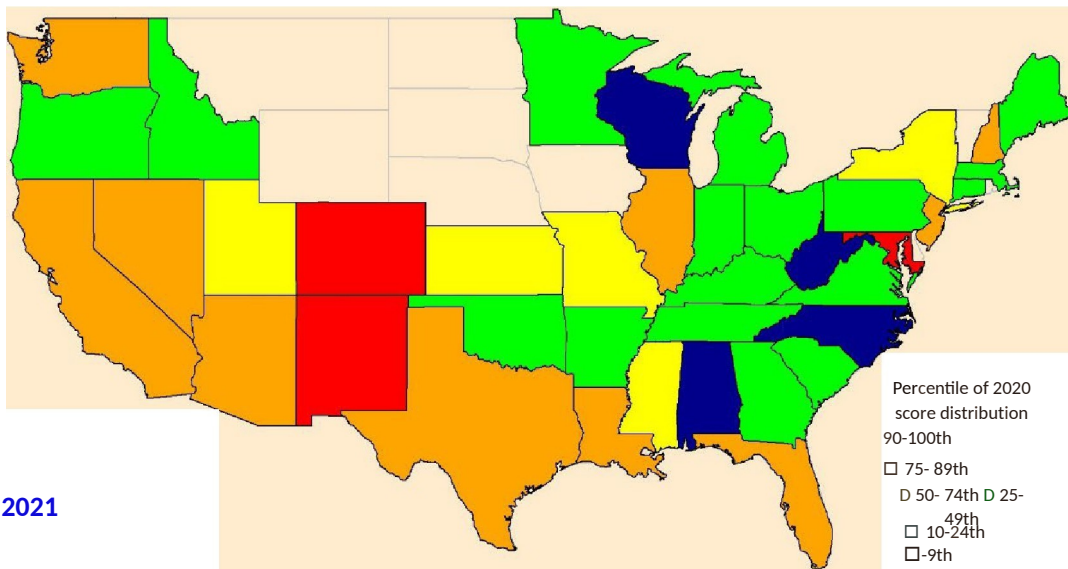 Percentile of 2020
score distribution
90-100th
□ 75- 89th
D 50- 74th D 25-
49th
□ 10-24th
□-9th
2021